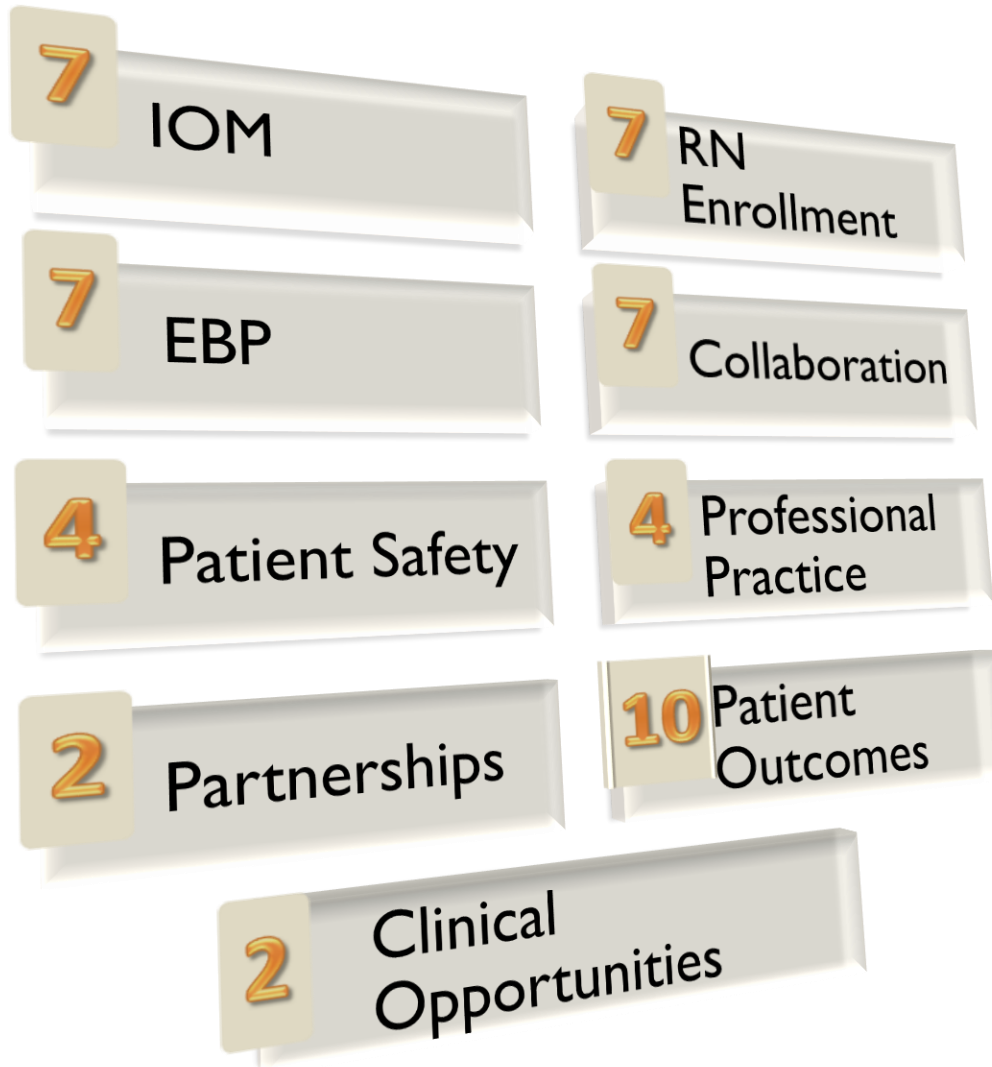 7
IOM
7
RN
Enrollment
7
EBP
7
Collaboration
4
Patient Safety
4
Professional
Practice
2
Partnerships
10
Patient
Outcomes
2
Clinical
Opportunities